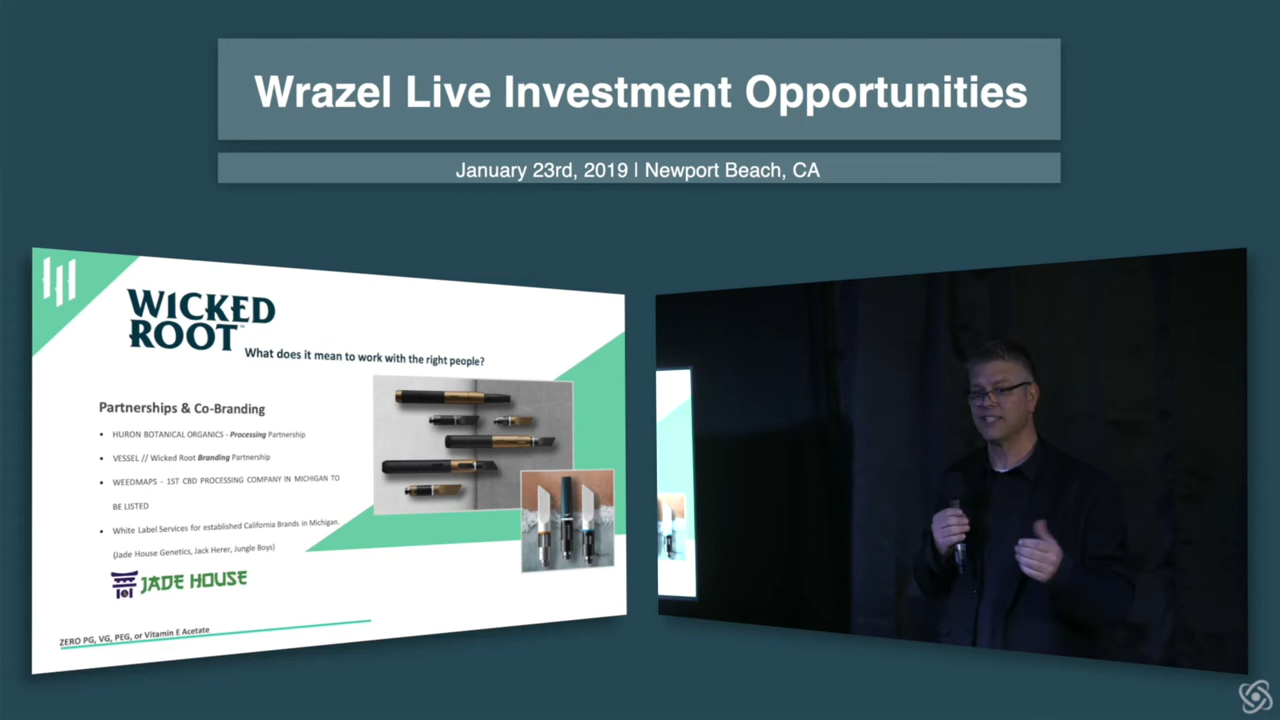 Wrazel Live Investment Opportunities
January 23rd, 2019 | Newport Beach, CA
WICKED
ROOT™
What does it mean to work with the right people?
Partnerships & Co-Branding
• HURON BOTANICAL ORGANICS - Processing Partnership
• VESSEL // Wicked Root Branding Partnership
• WEEDMAPS - 1ST CBD PROCESSING COMPANY IN MICHIGAN TO
BE LISTED
• White Label Services for established California Brands in Michigan.
(Jade House Genetics, Jack Herer, Jungle Boys)
JADE HOUSE
ZERO PG, VG, PEG, or Vitamin E Acetate